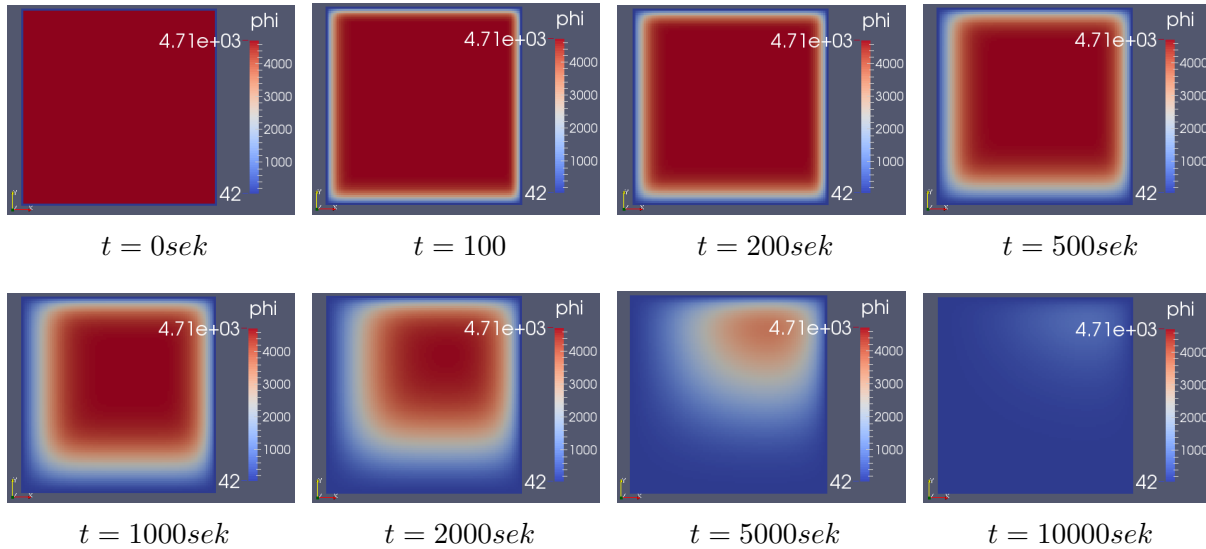 phi
4.71e+03
4000
3000
2000
1000
42
phi
4.71e+03
4000
3000
2000
1000
42
phi
4.71e+03
4000
3000
2000
1000
42
phi
4.71e+03
4000
3000
2000
1000
42
t = 0sek
t = 100
t = 200sek
t = 500sek
phi
4.71e+03
4000
3000
2000
1000
42
phi
4.71e+03
4000
3000
2000
1000
42
phi
4.71e+03
4000
3000
2000
1000
42
phi
4.71e+03
4000
3000
2000
1000
42
t = 1000sek
t = 2000sek
t = 5000sek
t = 10000sek